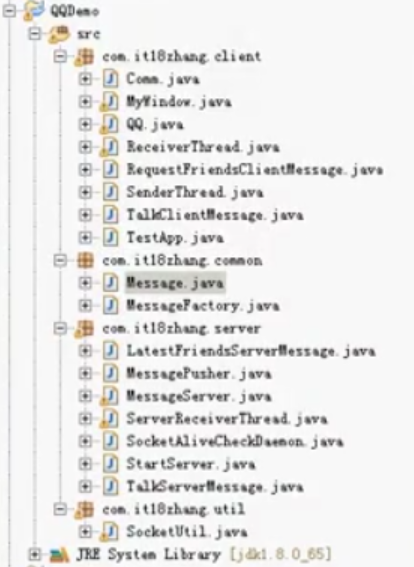 QQDemo
src
com.it18zhang.client
Comm.java
MyWindow.java
QQ.java
ReceiverThread.java
RequestFriendsClientMessage.java
SenderThread.java
TalkClientMessage.java
TestApp.java
com.it18zhang.common
Message.java
MessageFactory.java
com.it18zhang.server
LatestFriendsServerMessage.java
MessagePusher.java
MessageServer.java
ServerReceiverThread.java
SocketAliveCheckDaemon.java
StartServer.java
TalkServerMessage.java
com.it18zhang.util
SocketUtil.java
JRE System Library [jdk1.8.0_65]